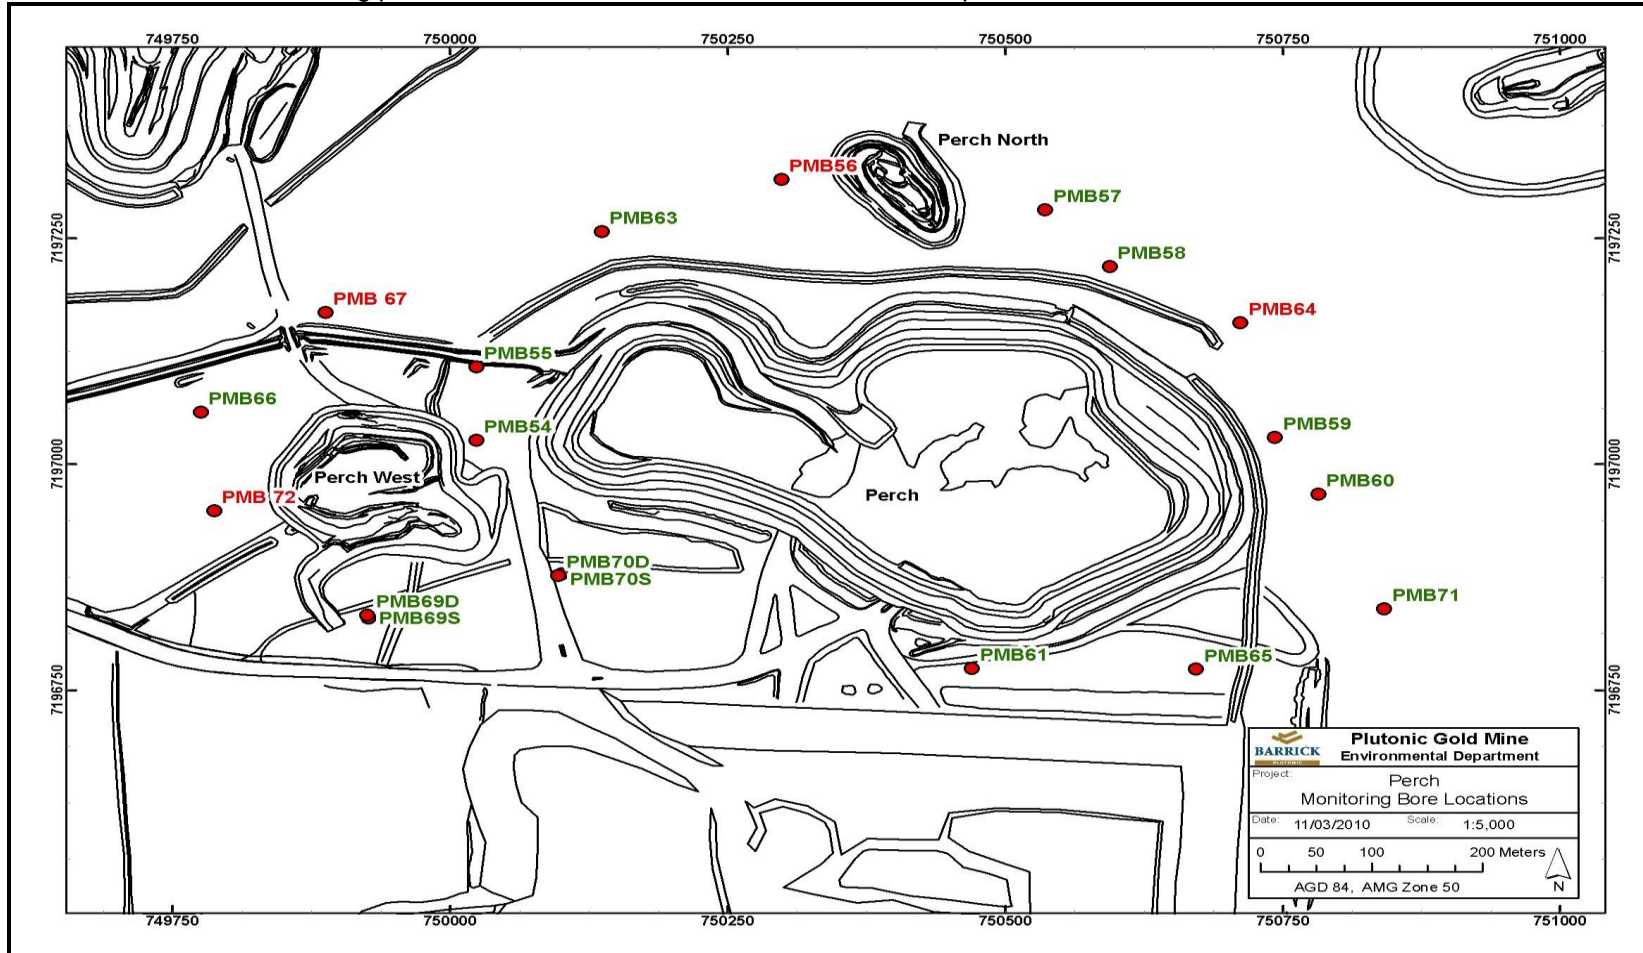 749750 750000 750250 750500 750750 751000
Perch North
PMB56
PMB57
PMB63
7197250 7197250
PMB58
PMB 67
PMB64
PMB55
PMB66
PMB54
PMB59
7197000 7197000
Perch West
PMB60
Perch
PMB 72
PMB70D
PMB70S
PMB71
PMB69D
PMB69S
PMB61
PMB65
7196750 7196750
BARRICK
PLUTONIC
Plutonic Gold Mine
Environmental Department
Project:
Perch
Monitoring Bore Locations
Date: 11/03/2010 Scale: 1:5,000
0 50 100 200 Meters
N
AGD 84, AMG Zone 50
749750 750000 750250 750500 750750 751000